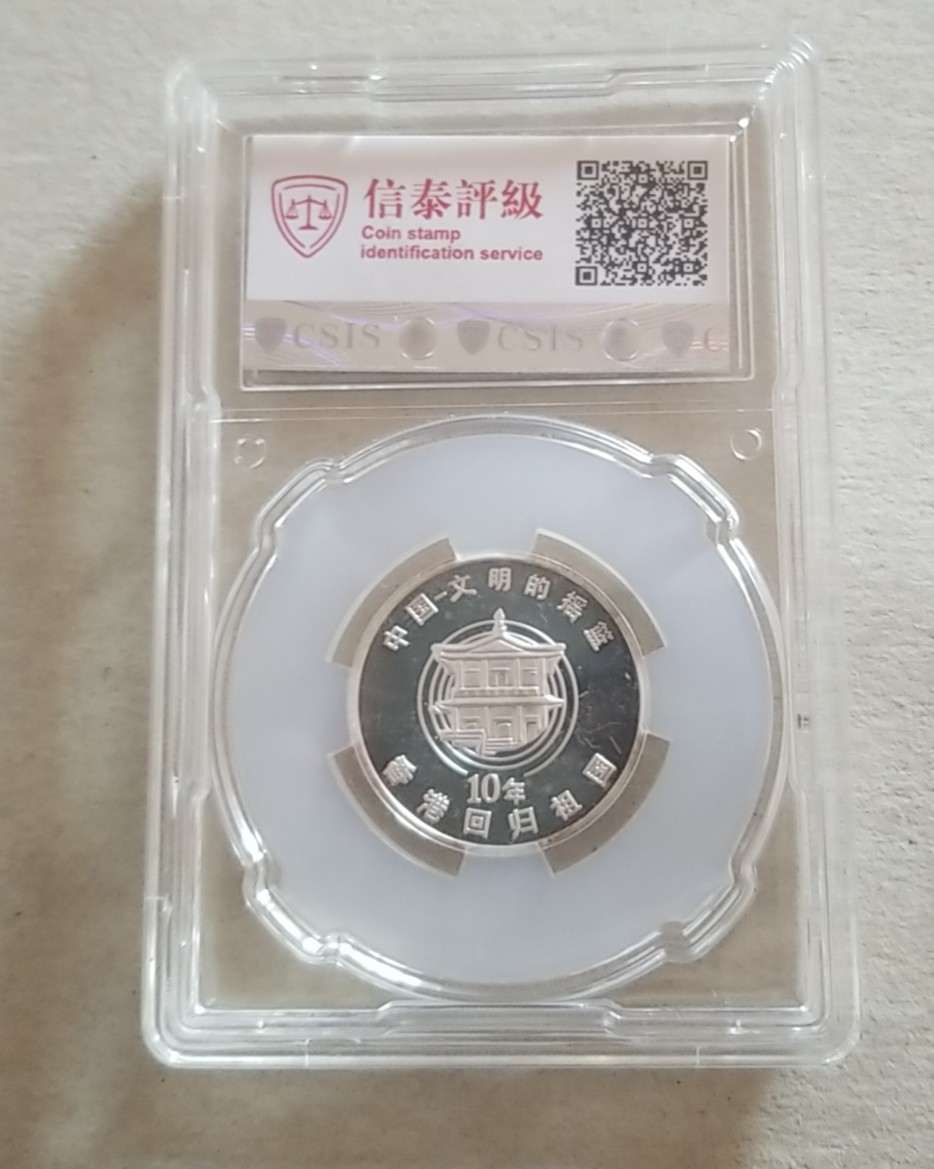 信泰評級
Coin stamp
identification service
CSIS CSIS C
中国-文明的摇篮
10年
香港回归祖国